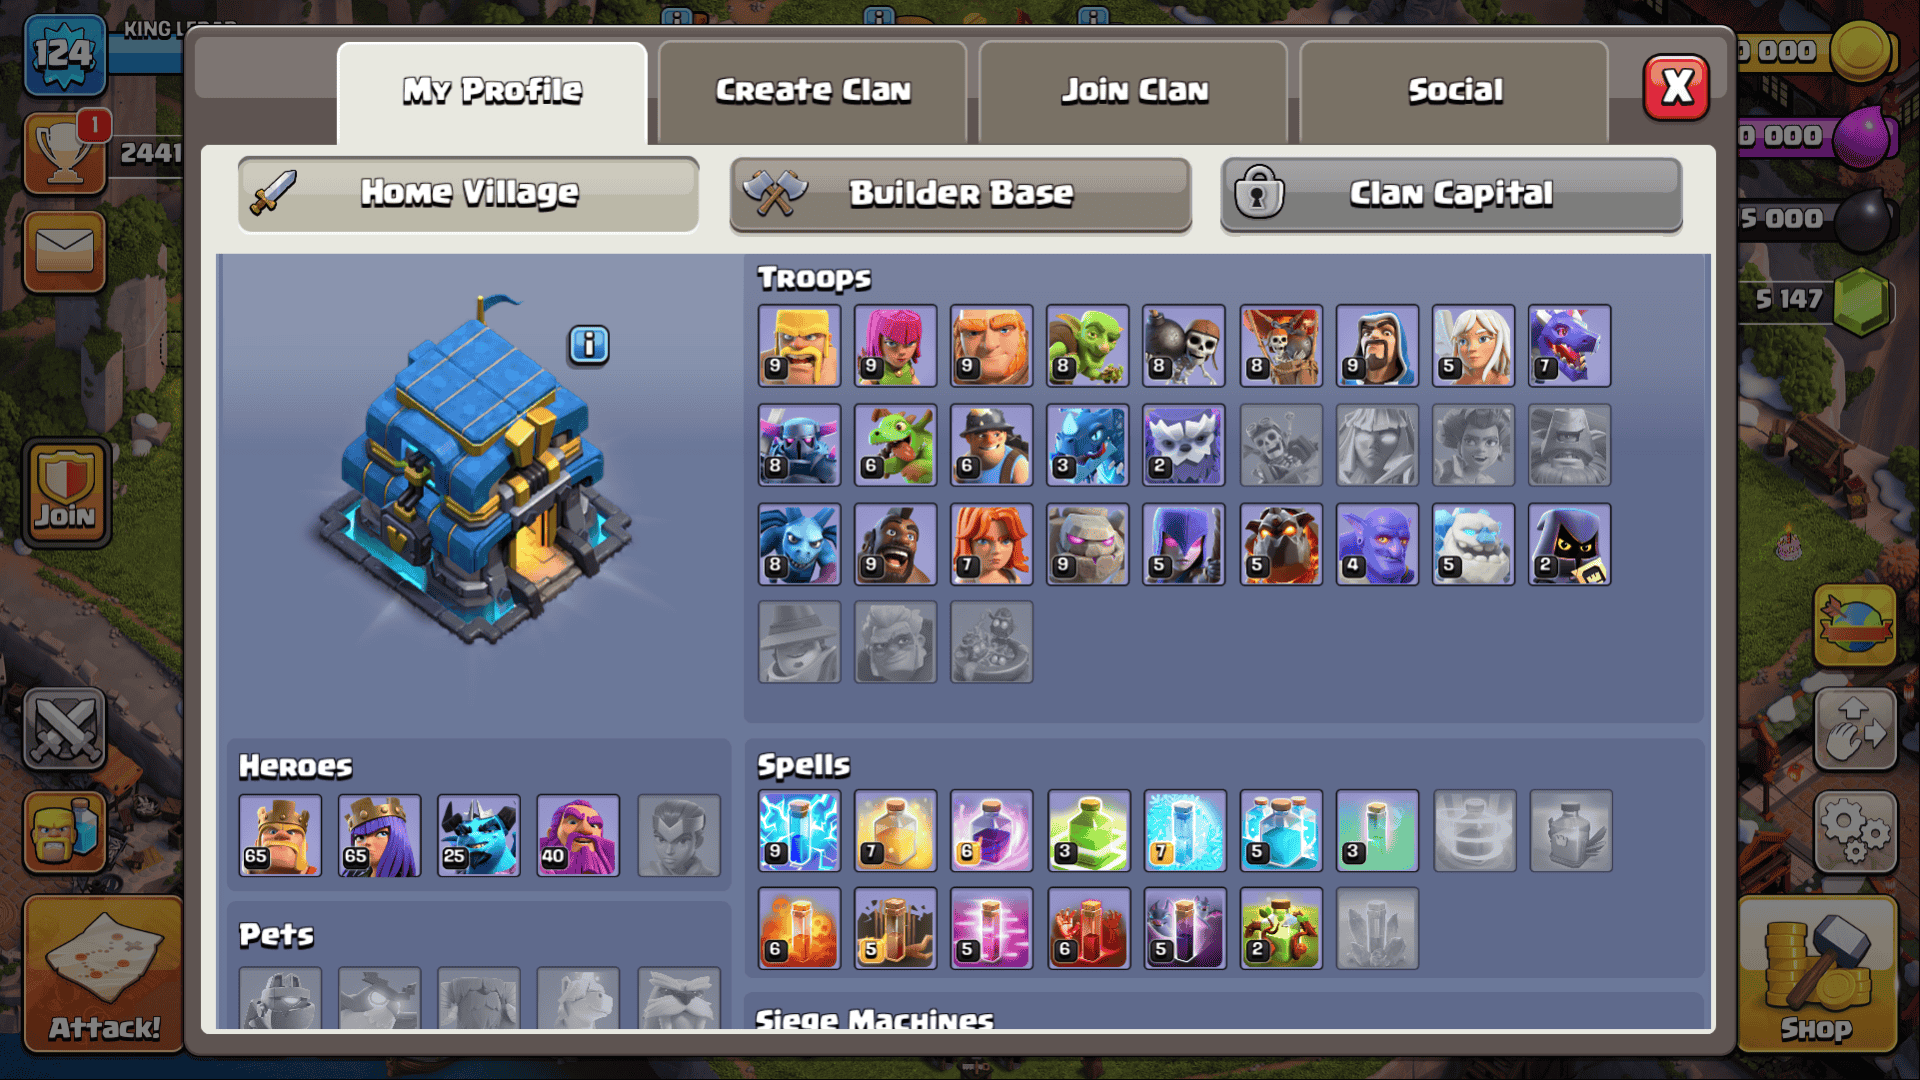 124
KING
1
2441
My Profile
Create Clan
Join Clan
Social
X
0 000
0 000
5 000
5 147
Home Village
Builder Base
Clan Capital
i
Troops
9 9 9 8 8 8 9 5 7
8 6 6 3 2
8 9 7 9 5 5 4 5 2
Join
Heroes
65 65 25 40
Pets
Spells
9 7 6 3 7 5 3
6 5 5 6 5 2
Siege Machines
Attack!
Shop